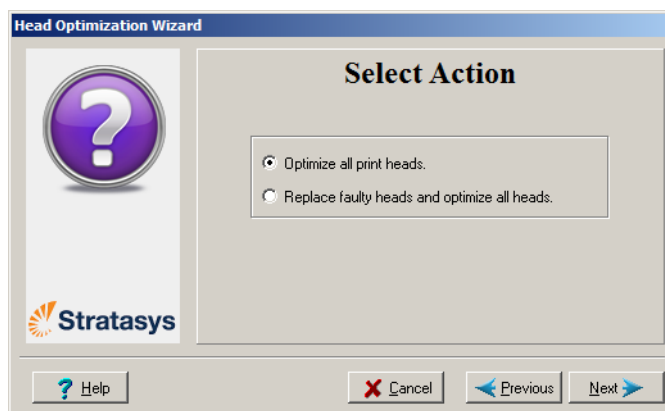 Head Optimization Wizard
Select Action
Optimize all print heads.
Replace faulty heads and optimize all heads.
Stratasys
Help
Cancel
Previous
Next